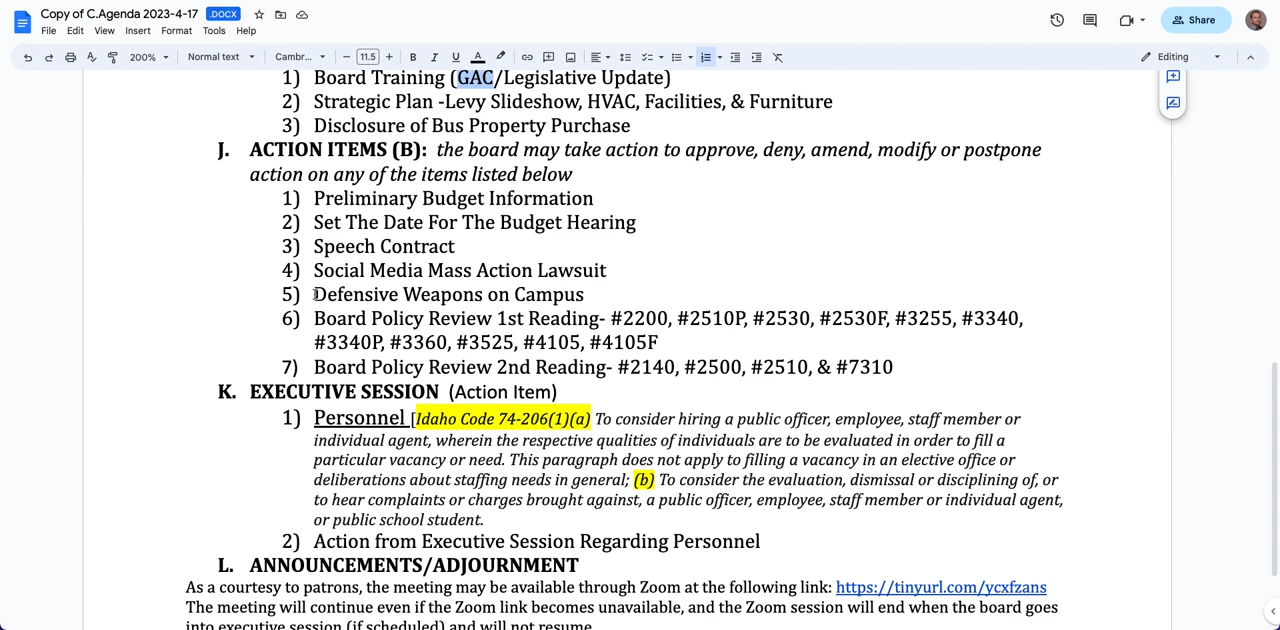 Copy of C.Agenda 2023-4-17 .DOCX
File Edit View Insert Format Tools Help
Share
200% Normal text Cambr... 11.5 Editing
1) Board Training (GAC/Legislative Update)
2) Strategic Plan -Levy Slideshow, HVAC, Facilities, & Furniture
3) Disclosure of Bus Property Purchase
J. ACTION ITEMS (B): the board may take action to approve, deny, amend, modify or postpone
action on any of the items listed below
1) Preliminary Budget Information
2) Set The Date For The Budget Hearing
3) Speech Contract
4) Social Media Mass Action Lawsuit
5) Defensive Weapons on Campus
6) Board Policy Review 1st Reading- #2200, #2510P, #2530, #2530F, #3255, #3340,
#3340P, #3360, #3525, #4105, #4105F
7) Board Policy Review 2nd Reading- #2140, #2500, #2510, & #7310
K. EXECUTIVE SESSION (Action Item)
1) Personnel [Idaho Code 74-206(1)(a) To consider hiring a public officer, employee, staff member or
individual agent, wherein the respective qualities of individuals are to be evaluated in order to fill a
particular vacancy or need. This paragraph does not apply to filling a vacancy in an elective office or
deliberations about staffing needs in general; (b) To consider the evaluation, dismissal or disciplining of, or
to hear complaints or charges brought against, a public officer, employee, staff member or individual agent,
or public school student.
2) Action from Executive Session Regarding Personnel
L. ANNOUNCEMENTS/ADJOURNMENT
As a courtesy to patrons, the meeting may be available through Zoom at the following link: https://tinyurl.com/ycxfzans
The meeting will continue even if the Zoom link becomes unavailable, and the Zoom session will end when the board goes
into executive session (if scheduled) and will not resume.